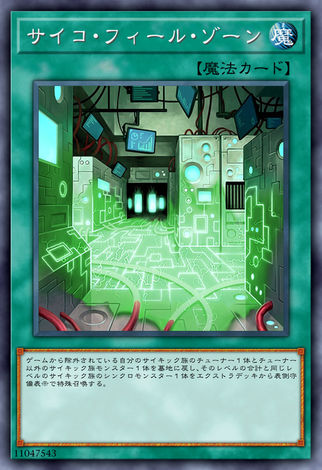 サイコ・フィール・ゾーン
魔
【魔法カード】
ゲームから除外されている自分のサイキック族のチューナー１体とチューナー
以外のサイキック族モンスター１体を墓地に戻し、そのレベルの合計と同じレ
ベルのサイキック族のシンクロモンスター１体をエクストラデッキから表側守
備表示で特殊召喚する。
11047543